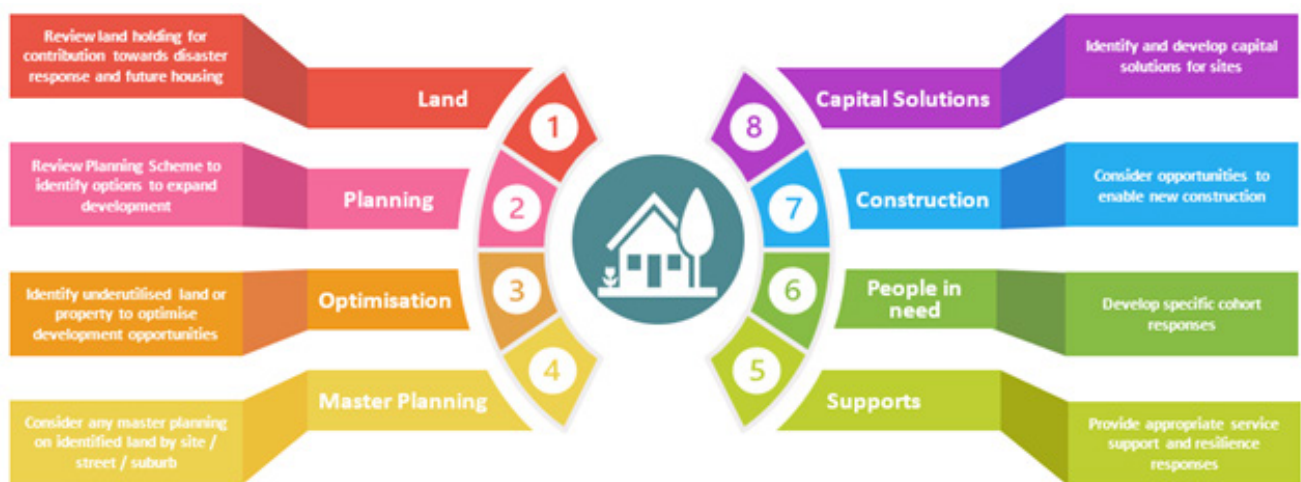 Review land holding for
contribution towards disaster
response and future housing
Land
1
Review Planning Scheme to
identify options to expand
development
Planning
2
Identify underutilised land or
property to optimise
development opportunities
Optimisation
3
Consider any master planning
on identified land by site /
street / suburb
Master Planning
4
8
Capital Solutions
Identify and develop capital
solutions for sites
7
Construction
Consider opportunities to
enable new construction
6
People in
need
Develop specific cohort
responses
5
Supports
Provide appropriate service
support and resilience
responses